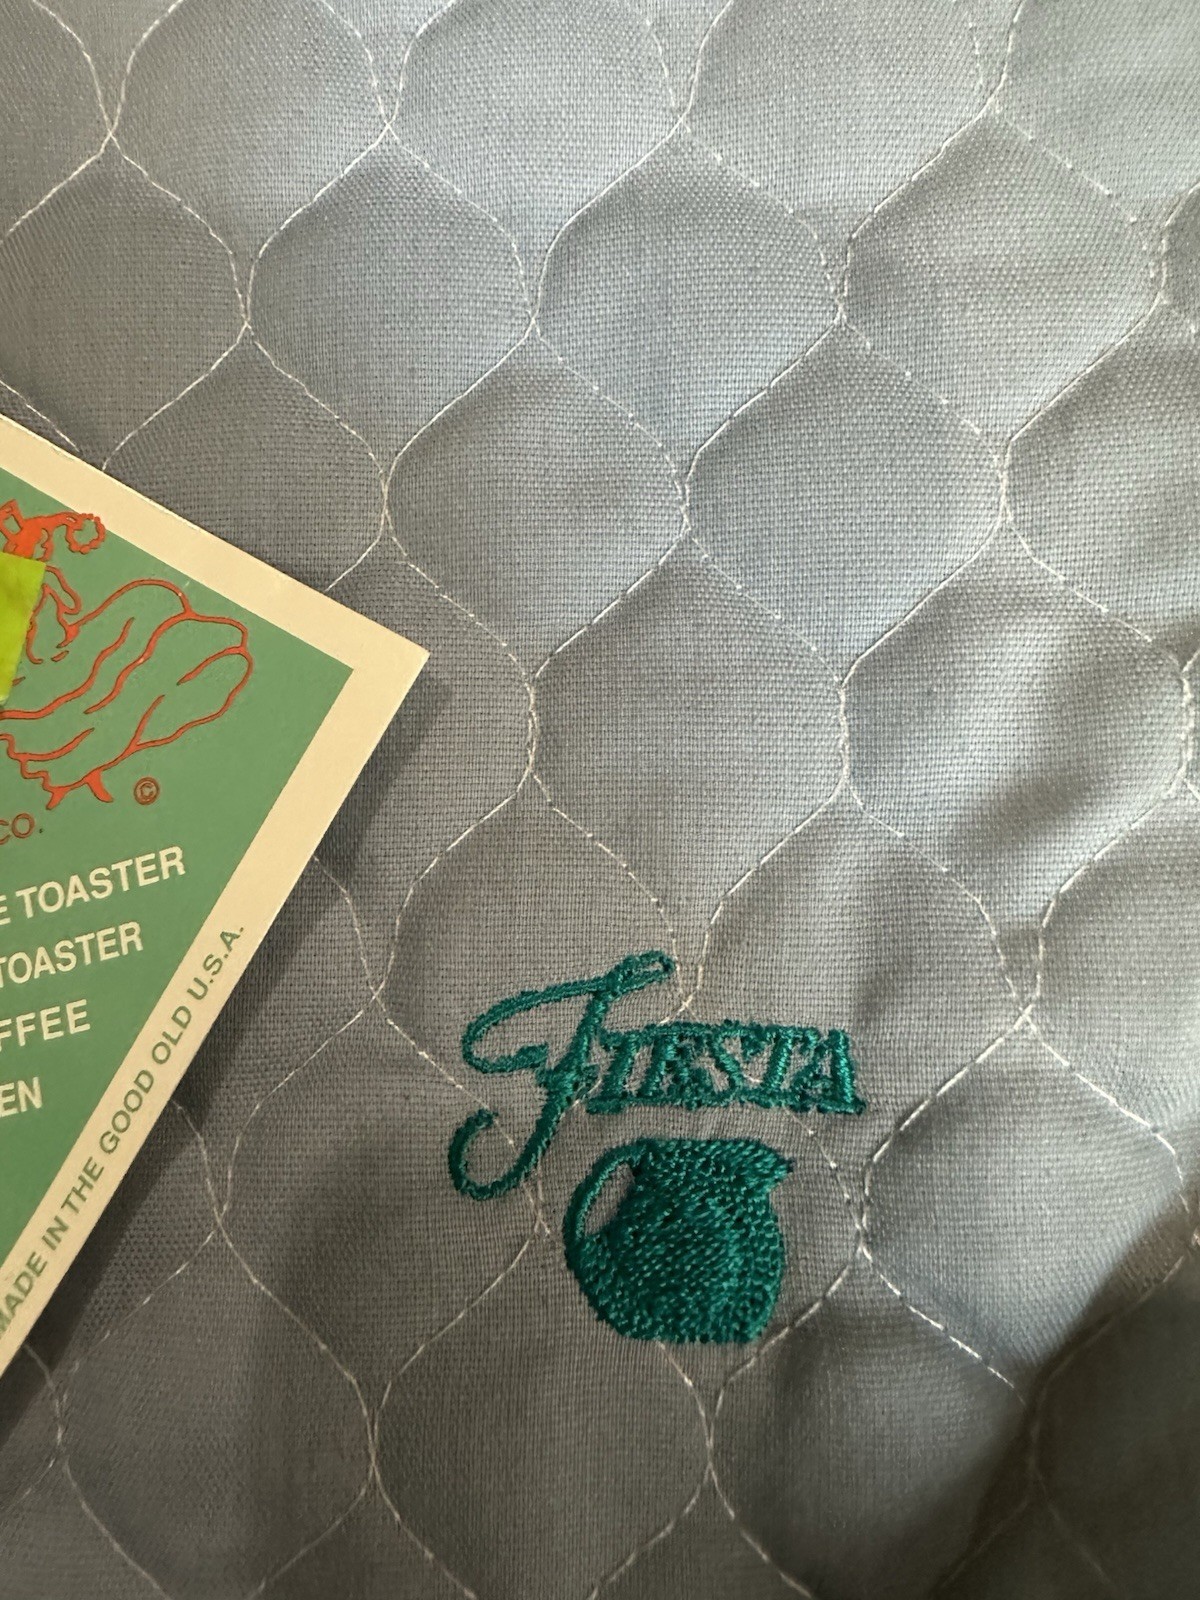 ©
CO.
E TOASTER
TOASTER
FFEE
EN
MADE IN THE GOOD OLD U.S.A.
FIESTA